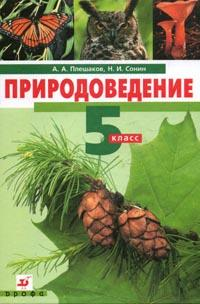 А. А. Плешаков, Н. И. Сонин
ПРИРОДОВЕДЕНИЕ
5
класс
дрофа